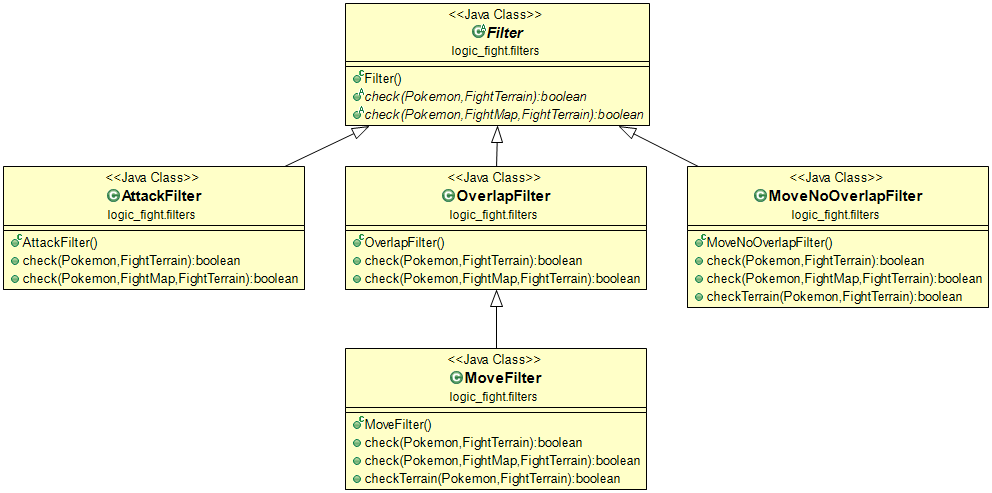 <<Java Class>>
Filter
logic_fight.filters
Filter()
check(Pokemon,FightTerrain):boolean
check(Pokemon,FightMap,FightTerrain):boolean
<<Java Class>>
AttackFilter
logic_fight.filters
AttackFilter()
check(Pokemon,FightTerrain):boolean
check(Pokemon,FightMap,FightTerrain):boolean
<<Java Class>>
OverlapFilter
logic_fight.filters
OverlapFilter()
check(Pokemon,FightTerrain):boolean
check(Pokemon,FightMap,FightTerrain):boolean
<<Java Class>>
MoveNoOverlapFilter
logic_fight.filters
MoveNoOverlapFilter()
check(Pokemon,FightTerrain):boolean
check(Pokemon,FightMap,FightTerrain):boolean
checkTerrain(Pokemon,FightTerrain):boolean
<<Java Class>>
MoveFilter
logic_fight.filters
MoveFilter()
check(Pokemon,FightTerrain):boolean
check(Pokemon,FightMap,FightTerrain):boolean
checkTerrain(Pokemon,FightTerrain):boolean